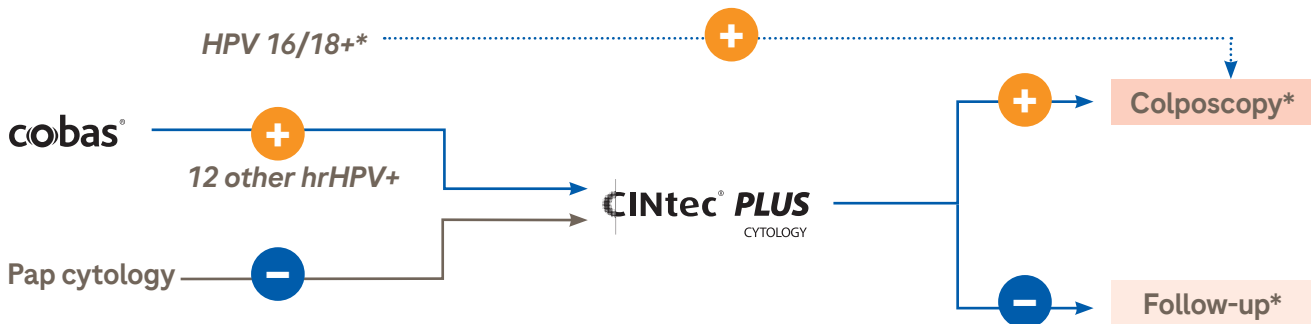 HPV 16/18+*
+
+
Colposcopy*
cobas®
+
12 other hrHPV+
CINtec® PLUS
CYTOLOGY
Pap cytology
−
−
Follow-up*